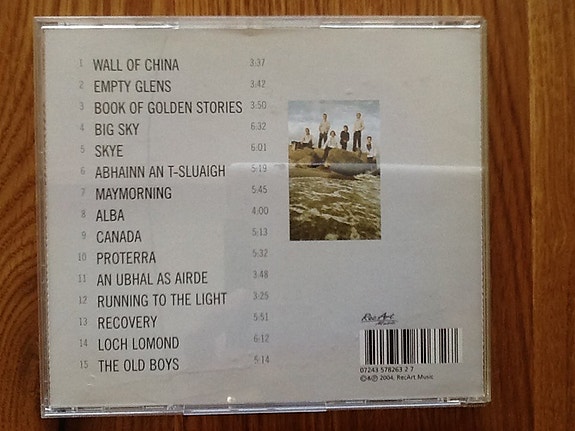 1 WALL OF CHINA 3:37
2 EMPTY GLENS 3:42
3 BOOK OF GOLDEN STORIES 3:50
4 BIG SKY 6:32
5 SKYE 6:01
6 ABHAINN AN T-SLUAIGH 5:19
7 MAYMORNING 5:45
8 ALBA 4:00
9 CANADA 5:13
10 PROTERRA 5:32
11 AN UBHAL AS AIRDE 3:48
12 RUNNING TO THE LIGHT 3:25
13 RECOVERY 5:51
14 LOCH LOMOND 6:12
15 THE OLD BOYS 5:14
RecArt
Music
07243 578263 2 7
©&℗ 2004, RecArt Music